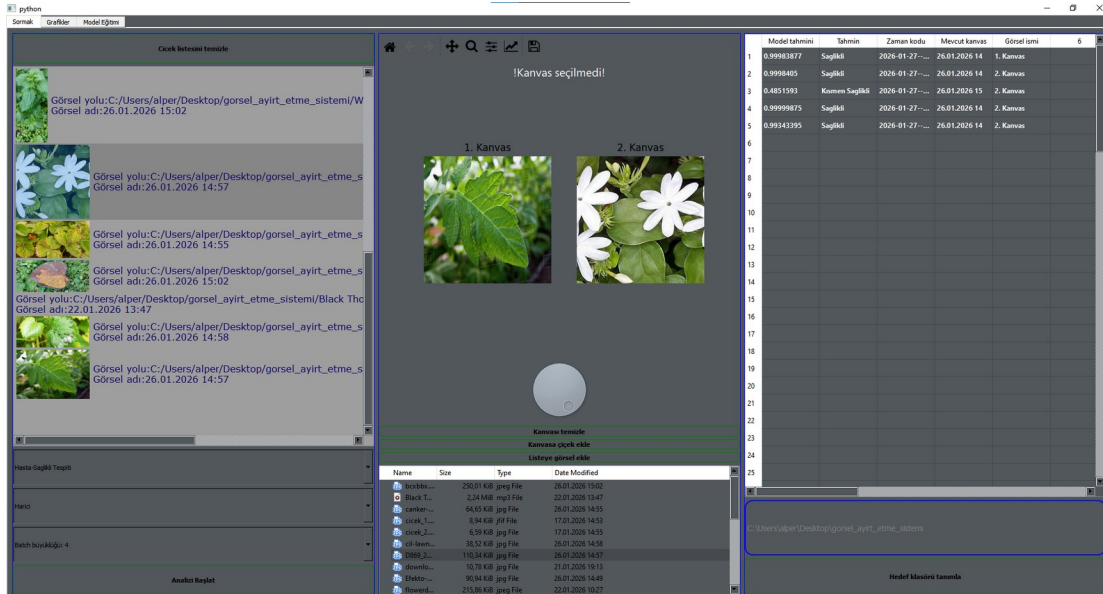 python
Sormak Grafikler Model Eğitimi
Cicek listesini temizle
Görsel yolu:C:/Users/alper/Desktop/gorsel_ayirt_etme_sistemi/W
Görsel adı:26.01.2026 15:02
Görsel yolu:C:/Users/alper/Desktop/gorsel_ayirt_etme_s
Görsel adı:26.01.2026 14:57
Görsel yolu:C:/Users/alper/Desktop/gorsel_ayirt_etme_s
Görsel adı:26.01.2026 14:55
Görsel yolu:C:/Users/alper/Desktop/gorsel_ayirt_etme_s
Görsel adı:26.01.2026 15:02
Görsel yolu:C:/Users/alper/Desktop/gorsel_ayirt_etme_sistemi/Black Tho
Görsel adı:22.01.2026 13:47
Görsel yolu:C:/Users/alper/Desktop/gorsel_ayirt_etme_s
Görsel adı:26.01.2026 14:58
Görsel yolu:C:/Users/alper/Desktop/gorsel_ayirt_etme_s
Görsel adı:26.01.2026 14:57
Hasta-Saglikli Tespiti
Harici
Batch büyüklüğü: 4
Analizi Başlat
!Kanvas seçilmedi!
1. Kanvas 2. Kanvas
Kanvası temizle
Kanvasa çiçek ekle
Listeye görsel ekle
Name Size Type Date Modified
bcxbbx.... 250,01 KiB jpeg File 26.01.2026 15:02
Black T... 2,24 MiB mp3 File 22.01.2026 13:47
canker-... 64,65 KiB jpg File 26.01.2026 14:55
cicek_1.... 8,94 KiB jfif File 17.01.2026 14:53
cicek_2.... 6,59 KiB jpg File 17.01.2026 14:55
cil-lawn... 38,52 KiB jpg File 26.01.2026 14:58
D869_2... 110,34 KiB jpg File 26.01.2026 14:57
downlo... 10,78 KiB jpg File 21.01.2026 19:13
Efekto-... 90,94 KiB jpg File 26.01.2026 14:49
flowerd... 215,86 KiB jpeg File 22.01.2026 10:27
Model tahmini Tahmin Zaman kodu Mevcut kanvas Görsel ismi 6
1 0.99983877 Saglikli 2026-01-27--... 26.01.2026 14 1. Kanvas
2 0.9998405 Saglikli 2026-01-27--... 26.01.2026 14 2. Kanvas
3 0.4851593 Kısmen Saglikli 2026-01-27--... 26.01.2026 15 2. Kanvas
4 0.99999875 Saglikli 2026-01-27--... 26.01.2026 14 2. Kanvas
5 0.99343395 Saglikli 2026-01-27--... 26.01.2026 14 2. Kanvas
6
7
8
9
10
11
12
13
14
15
16
17
18
19
20
21
22
23
24
25
C:\Users\alper\Desktop\gorsel_ayirt_etme_sistemi
Hedef klasörü tanımla